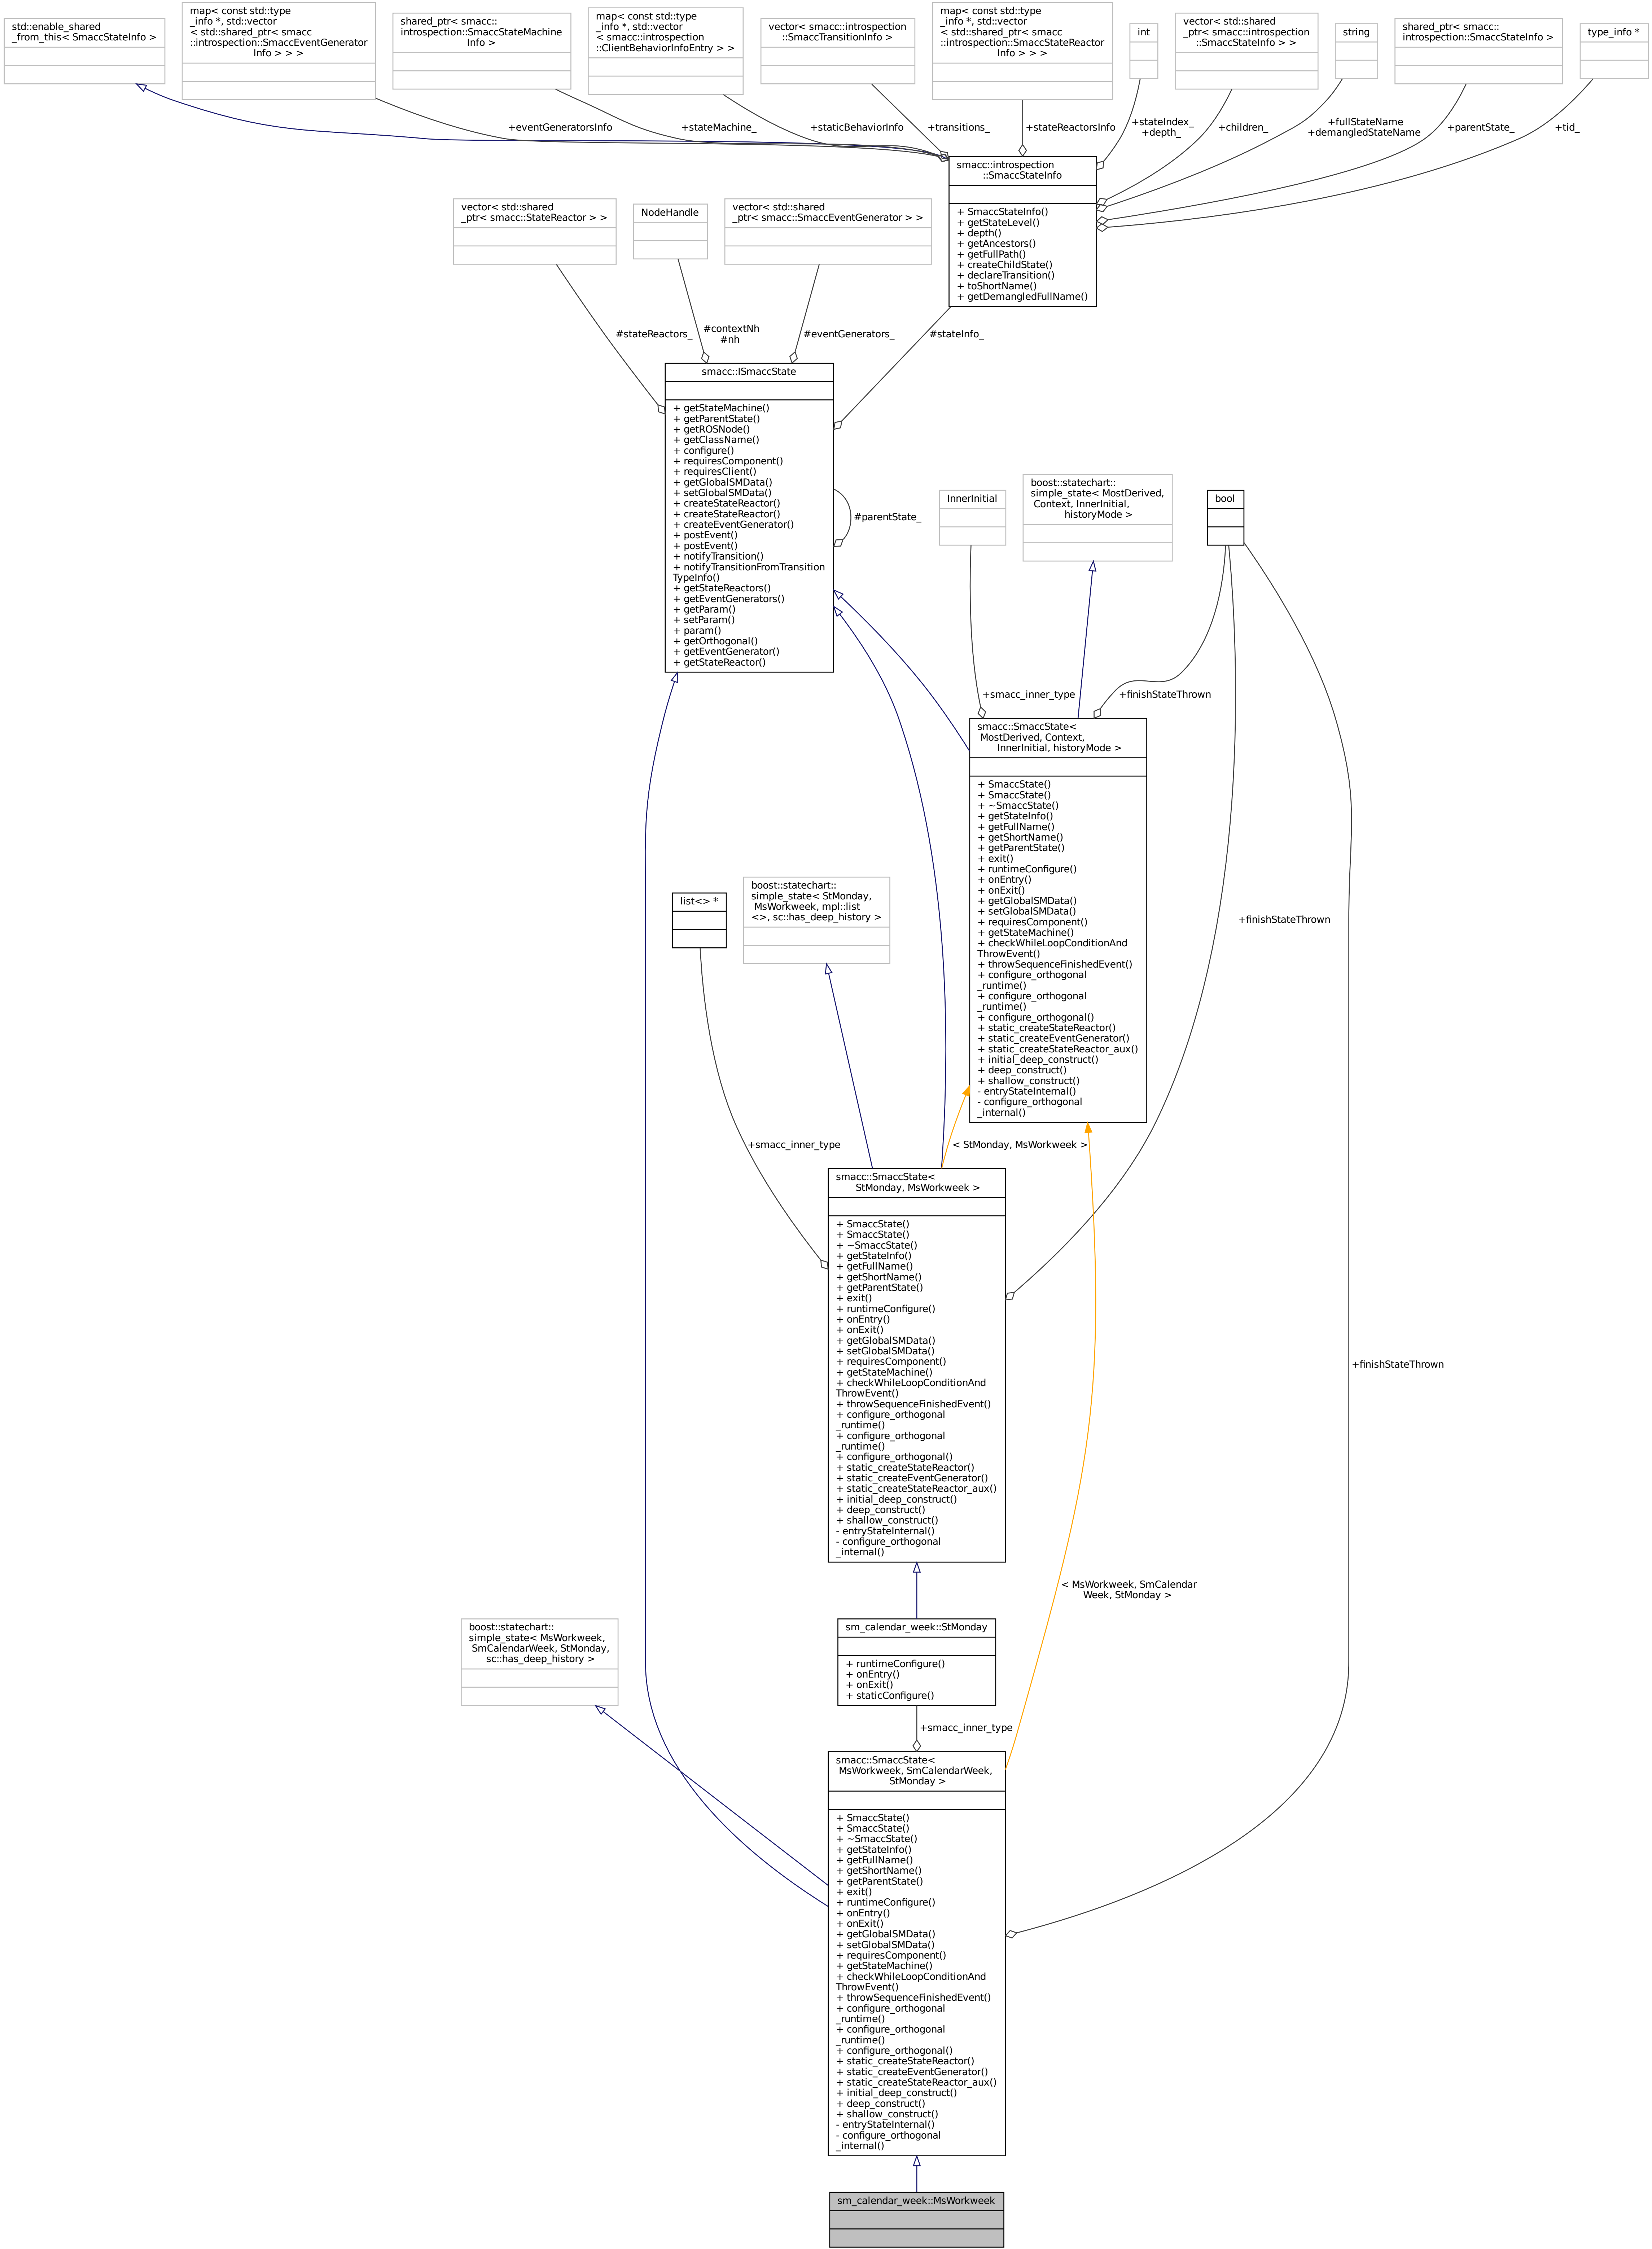 std::enable_shared
_from_this< SmaccStateInfo >
map< const std::type
_info *, std::vector
< std::shared_ptr< smacc
::introspection::SmaccEventGenerator
Info > > >
shared_ptr< smacc::
introspection::SmaccStateMachine
Info >
map< const std::type
_info *, std::vector
< smacc::introspection
::ClientBehaviorInfoEntry > >
vector< smacc::introspection
::SmaccTransitionInfo >
map< const std::type
_info *, std::vector
< std::shared_ptr< smacc
::introspection::SmaccStateReactor
Info > > >
int
vector< std::shared
_ptr< smacc::introspection
::SmaccStateInfo > >
string
shared_ptr< smacc::
introspection::SmaccStateInfo >
type_info *
+eventGeneratorsInfo
+stateMachine_
+staticBehaviorInfo
+transitions_
+stateReactorsInfo
+stateIndex_
+depth_
+children_
+fullStateName
+demangledStateName
+parentState_
+tid_
smacc::introspection
::SmaccStateInfo
+ SmaccStateInfo()
+ getStateLevel()
+ depth()
+ getAncestors()
+ getFullPath()
+ createChildState()
+ declareTransition()
+ toShortName()
+ getDemangledFullName()
vector< std::shared
_ptr< smacc::StateReactor > >
NodeHandle
vector< std::shared
_ptr< smacc::SmaccEventGenerator > >
#stateReactors_
#contextNh
#nh
#eventGenerators_
#stateInfo_
smacc::ISmaccState
+ getStateMachine()
+ getParentState()
+ getROSNode()
+ getClassName()
+ configure()
+ requiresComponent()
+ requiresClient()
+ getGlobalSMData()
+ setGlobalSMData()
+ createStateReactor()
+ createStateReactor()
+ createEventGenerator()
+ postEvent()
+ postEvent()
+ notifyTransition()
+ notifyTransitionFromTransition
TypeInfo()
+ getStateReactors()
+ getEventGenerators()
+ getParam()
+ setParam()
+ param()
+ getOrthogonal()
+ getEventGenerator()
+ getStateReactor()
#parentState_
InnerInitial
boost::statechart::
simple_state< MostDerived,
Context, InnerInitial,
historyMode >
bool
+smacc_inner_type
+finishStateThrown
smacc::SmaccState<
MostDerived, Context,
InnerInitial, historyMode >
+ SmaccState()
+ SmaccState()
+ ~SmaccState()
+ getStateInfo()
+ getFullName()
+ getShortName()
+ getParentState()
+ exit()
+ runtimeConfigure()
+ onEntry()
+ onExit()
+ getGlobalSMData()
+ setGlobalSMData()
+ requiresComponent()
+ getStateMachine()
+ checkWhileLoopConditionAnd
ThrowEvent()
+ throwSequenceFinishedEvent()
+ configure_orthogonal
_runtime()
+ configure_orthogonal
_runtime()
+ configure_orthogonal()
+ static_createStateReactor()
+ static_createEventGenerator()
+ static_createStateReactor_aux()
+ initial_deep_construct()
+ deep_construct()
+ shallow_construct()
- entryStateInternal()
- configure_orthogonal
_internal()
list<> *
boost::statechart::
simple_state< StMonday,
MsWorkweek, mpl::list
<>, sc::has_deep_history >
+finishStateThrown
+smacc_inner_type
< StMonday, MsWorkweek >
smacc::SmaccState<
StMonday, MsWorkweek >
+ SmaccState()
+ SmaccState()
+ ~SmaccState()
+ getStateInfo()
+ getFullName()
+ getShortName()
+ getParentState()
+ exit()
+ runtimeConfigure()
+ onEntry()
+ onExit()
+ getGlobalSMData()
+ setGlobalSMData()
+ requiresComponent()
+ getStateMachine()
+ checkWhileLoopConditionAnd
ThrowEvent()
+ throwSequenceFinishedEvent()
+ configure_orthogonal
_runtime()
+ configure_orthogonal
_runtime()
+ configure_orthogonal()
+ static_createStateReactor()
+ static_createEventGenerator()
+ static_createStateReactor_aux()
+ initial_deep_construct()
+ deep_construct()
+ shallow_construct()
- entryStateInternal()
- configure_orthogonal
_internal()
+finishStateThrown
< MsWorkweek, SmCalendar
Week, StMonday >
boost::statechart::
simple_state< MsWorkweek,
SmCalendarWeek, StMonday,
sc::has_deep_history >
sm_calendar_week::StMonday
+ runtimeConfigure()
+ onEntry()
+ onExit()
+ staticConfigure()
+smacc_inner_type
smacc::SmaccState<
MsWorkweek, SmCalendarWeek,
StMonday >
+ SmaccState()
+ SmaccState()
+ ~SmaccState()
+ getStateInfo()
+ getFullName()
+ getShortName()
+ getParentState()
+ exit()
+ runtimeConfigure()
+ onEntry()
+ onExit()
+ getGlobalSMData()
+ setGlobalSMData()
+ requiresComponent()
+ getStateMachine()
+ checkWhileLoopConditionAnd
ThrowEvent()
+ throwSequenceFinishedEvent()
+ configure_orthogonal
_runtime()
+ configure_orthogonal
_runtime()
+ configure_orthogonal()
+ static_createStateReactor()
+ static_createEventGenerator()
+ static_createStateReactor_aux()
+ initial_deep_construct()
+ deep_construct()
+ shallow_construct()
- entryStateInternal()
- configure_orthogonal
_internal()
sm_calendar_week::MsWorkweek